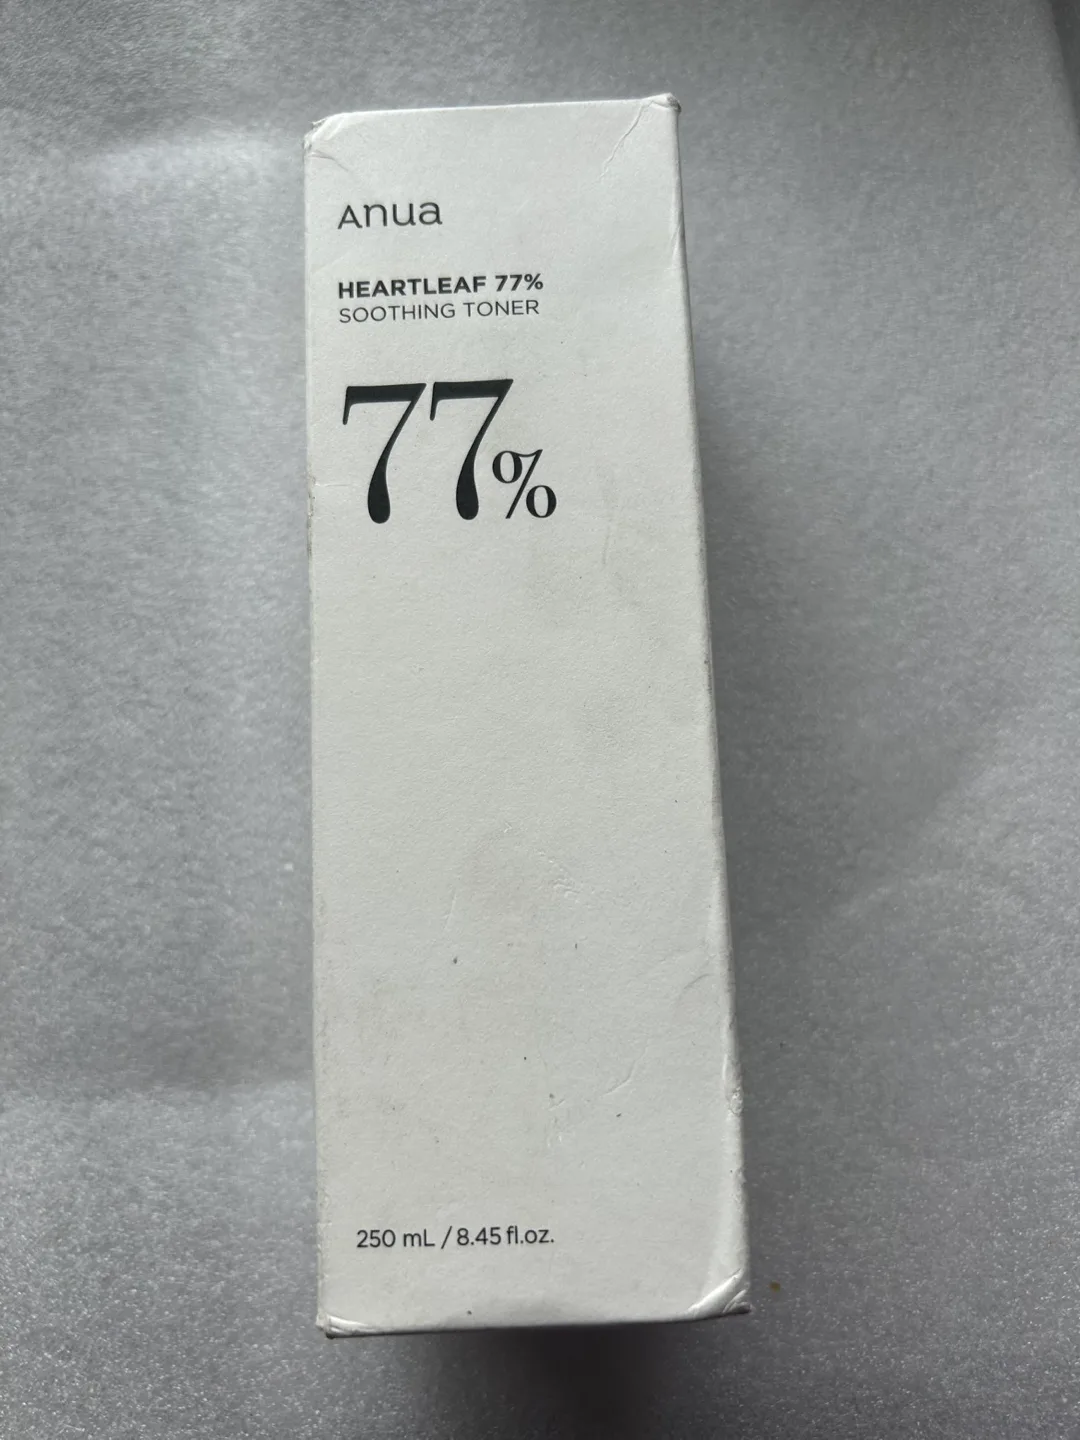 Anua
HEARTLEAF 77%
SOOTHING TONER
77%
250 mL / 8.45 fl.oz.